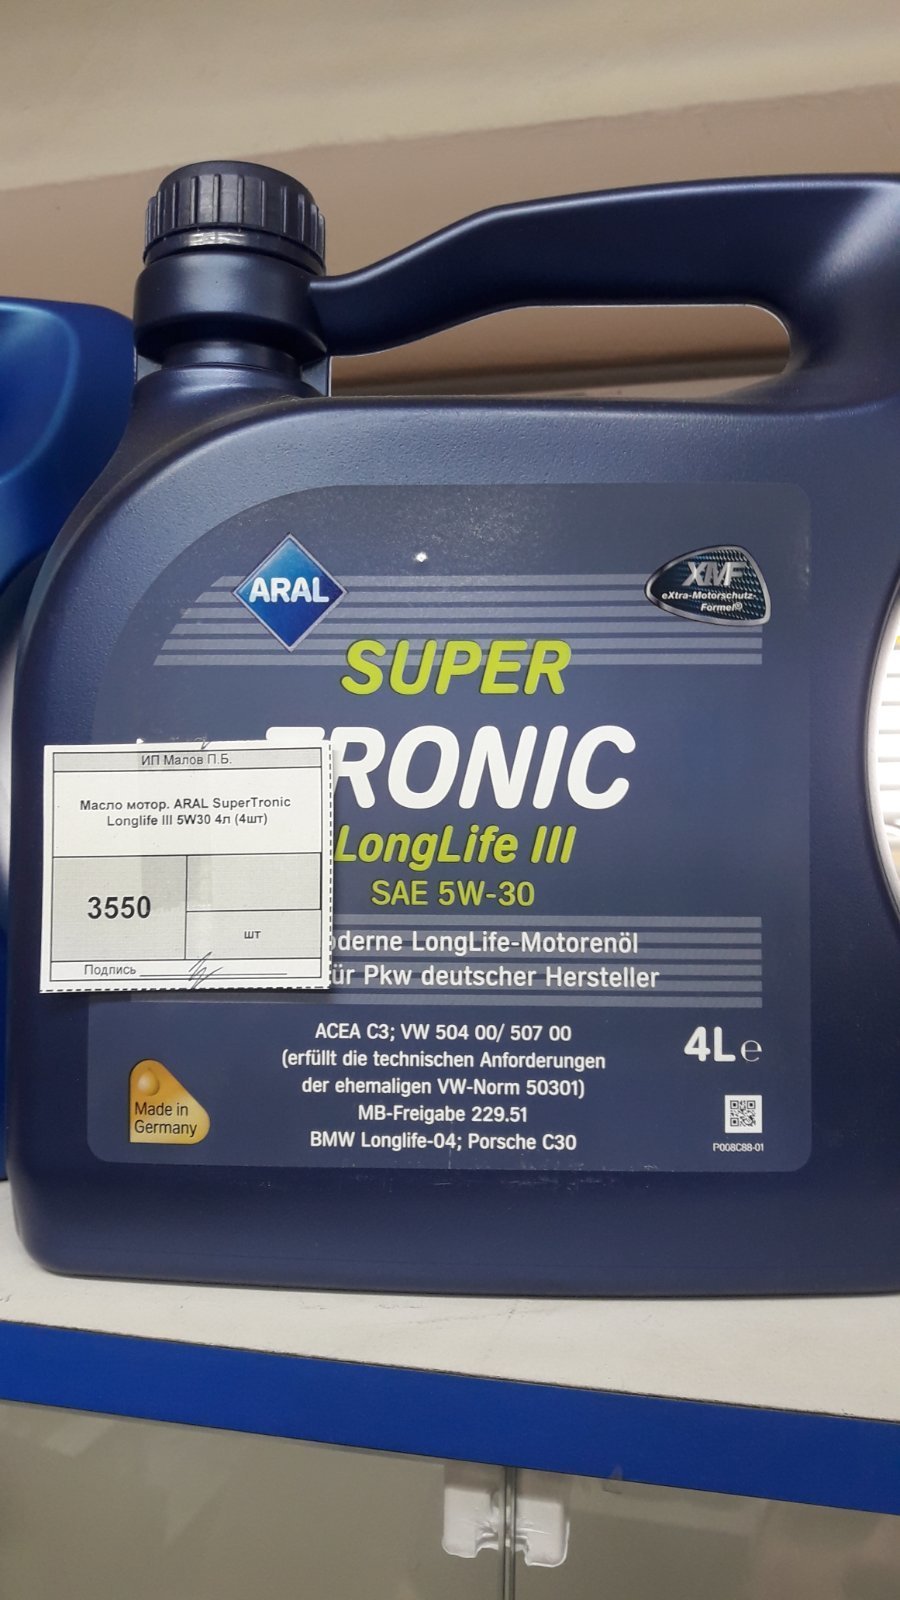 ARAL
XMF
eXtra-Motorschutz-
Formel®
SUPER
TRONIC
LongLife III
SAE 5W-30
ИП Малов П.Б.
Масло мотор. ARAL SuperTronic
Longlife III 5W30 4л (4шт)
3550
шт
Подпись
derne LongLife-Motorenöl
für Pkw deutscher Hersteller
ACEA C3; VW 504 00/ 507 00
(erfüllt die technischen Anforderungen
der ehemaligen VW-Norm 50301)
MB-Freigabe 229.51
BMW Longlife-04; Porsche C30
4L e
Made in
Germany
P008C88-01